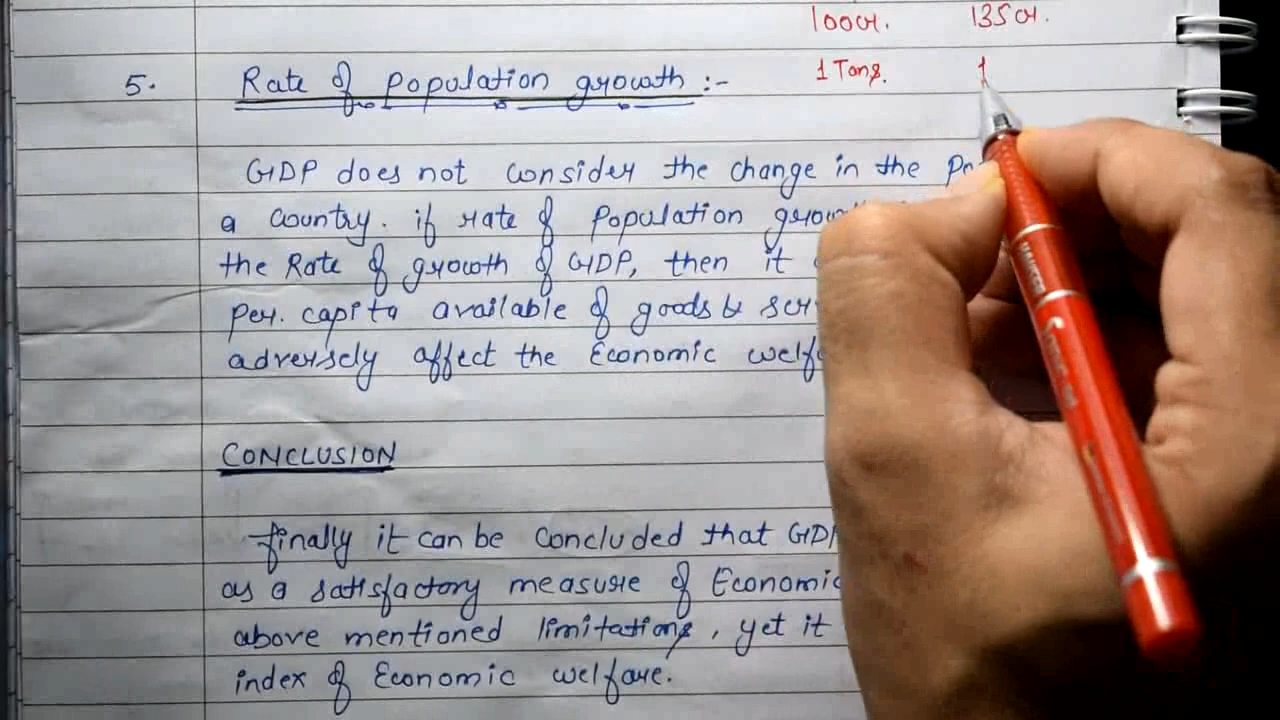 100cr. 135cr.
5. Rate of Population growth :- 1 Tons. 1
GDP does not consider the change in the
a country. if rate of Population
the Rate of growth of GDP, then it
Per. capita available of goods &
adversely affect the Economic
CONCLUSION
finally it can be concluded that GDP
as a satisfactory measure of Economic
above mentioned limitations, yet it
index of Economic welfare.